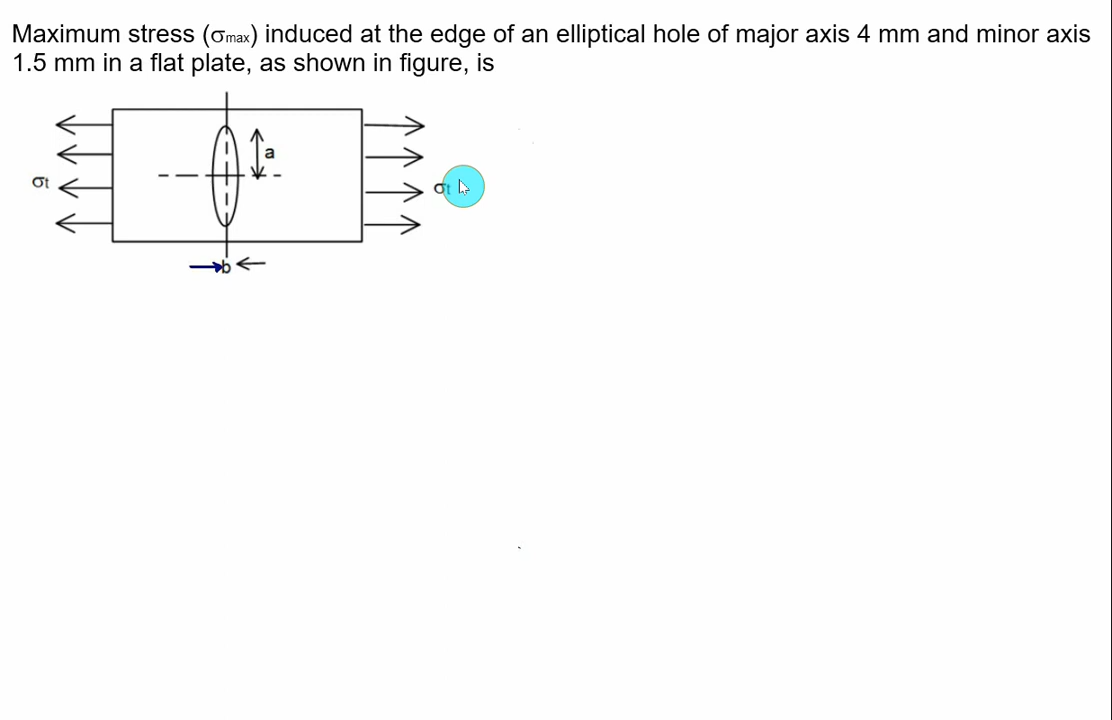 Maximum stress (σmax) induced at the edge of an elliptical hole of major axis 4 mm and minor axis
1.5 mm in a flat plate, as shown in figure, is
a
σt
σt
b